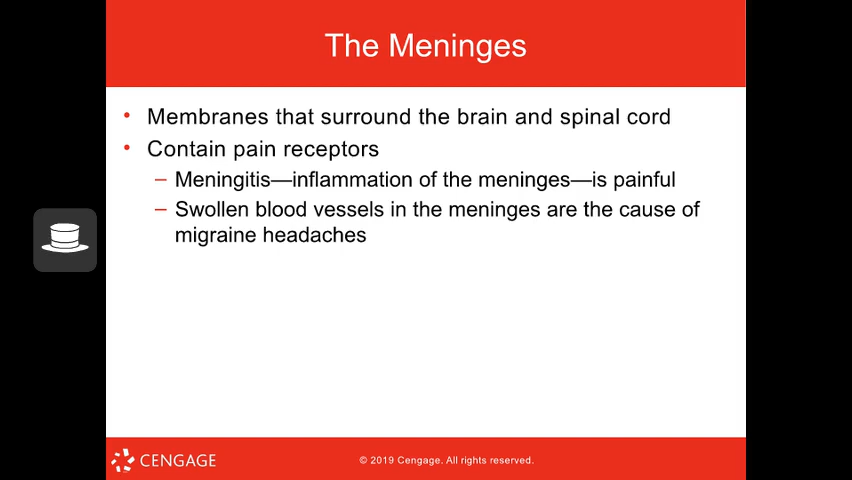 The Meninges
• Membranes that surround the brain and spinal cord
• Contain pain receptors
– Meningitis—inflammation of the meninges—is painful
– Swollen blood vessels in the meninges are the cause of
migraine headaches
CENGAGE
© 2019 Cengage. All rights reserved.